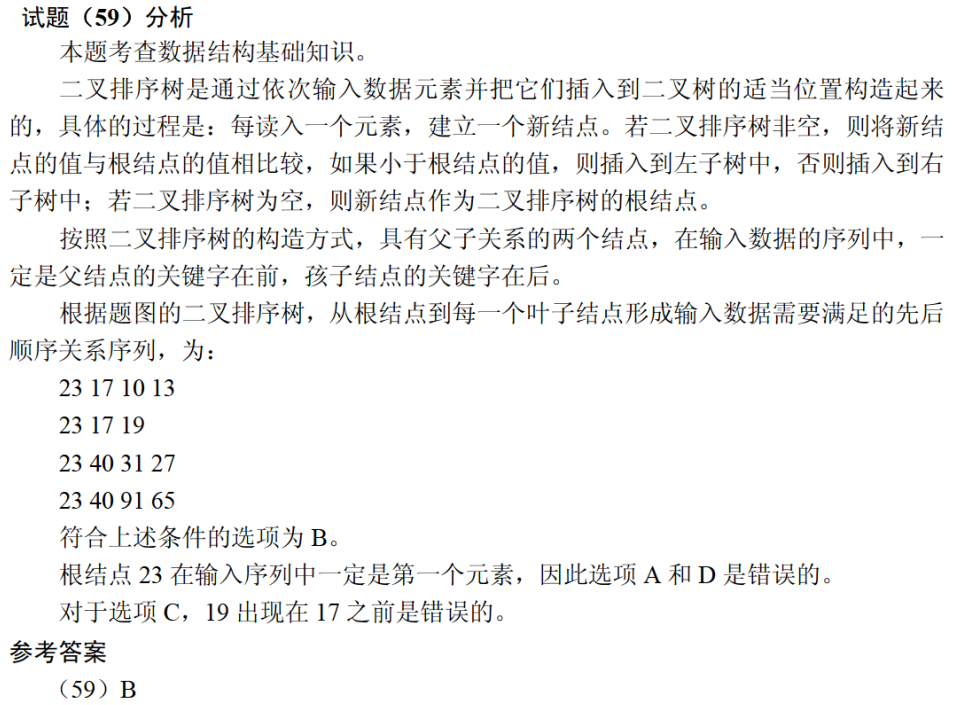 试题（59）分析
本题考查数据结构基础知识。
二叉排序树是通过依次输入数据元素并把它们插入到二叉树的适当位置构造起来
的，具体的过程是：每读入一个元素，建立一个新结点。若二叉排序树非空，则将新结
点的值与根结点的值相比较，如果小于根结点的值，则插入到左子树中，否则插入到右
子树中；若二叉排序树为空，则新结点作为二叉排序树的根结点。
按照二叉排序树的构造方式，具有父子关系的两个结点，在输入数据的序列中，一
定是父结点的关键字在前，孩子结点的关键字在后。
根据题图的二叉排序树，从根结点到每一个叶子结点形成输入数据需要满足的先后
顺序关系序列，为：
23 17 10 13
23 17 19
23 40 31 27
23 40 91 65
符合上述条件的选项为 B。
根结点 23 在输入序列中一定是第一个元素，因此选项 A 和 D 是错误的。
对于选项 C，19 出现在 17 之前是错误的。
参考答案
（59）B